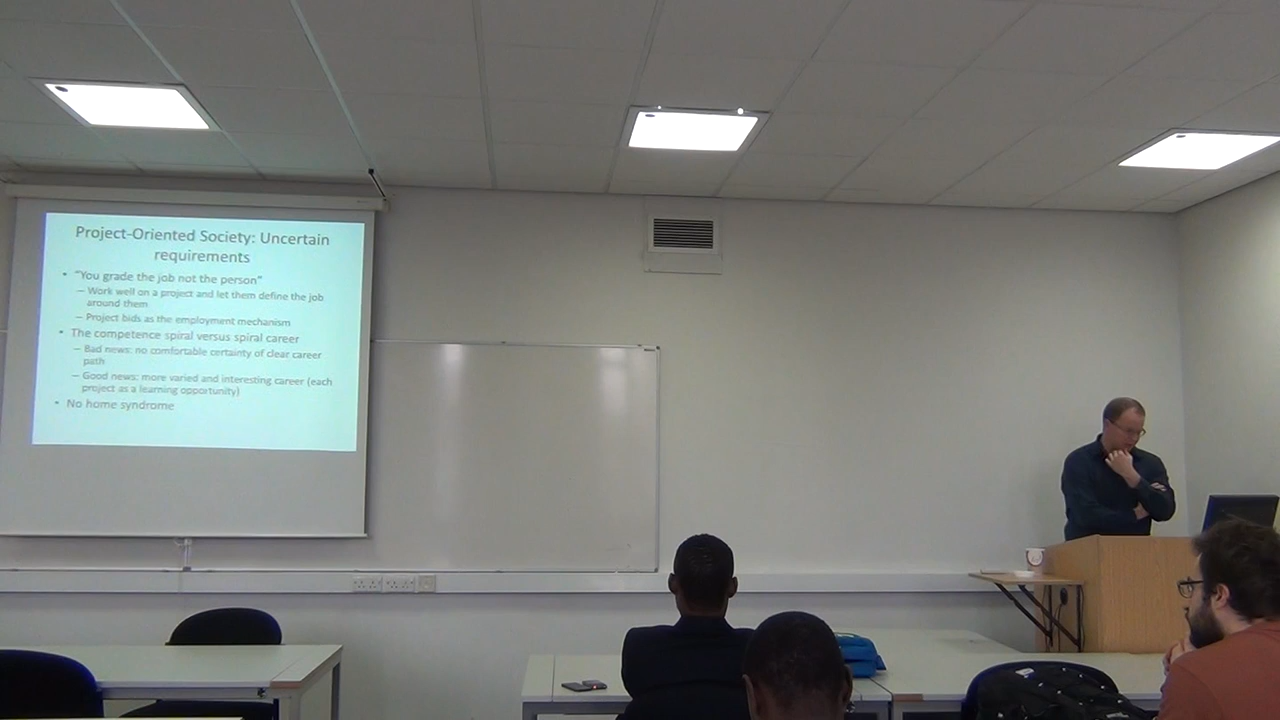 Project-Oriented Society: Uncertain
requirements
• "You grade the job not the person"
– Work well on a project and let them define the job
around them
– Project bids as the employment mechanism
• The competence spiral versus spiral career
– Bad news: no comfortable certainty of clear career
path
– Good news: more varied and interesting career (each
project as a learning opportunity)
• No home syndrome